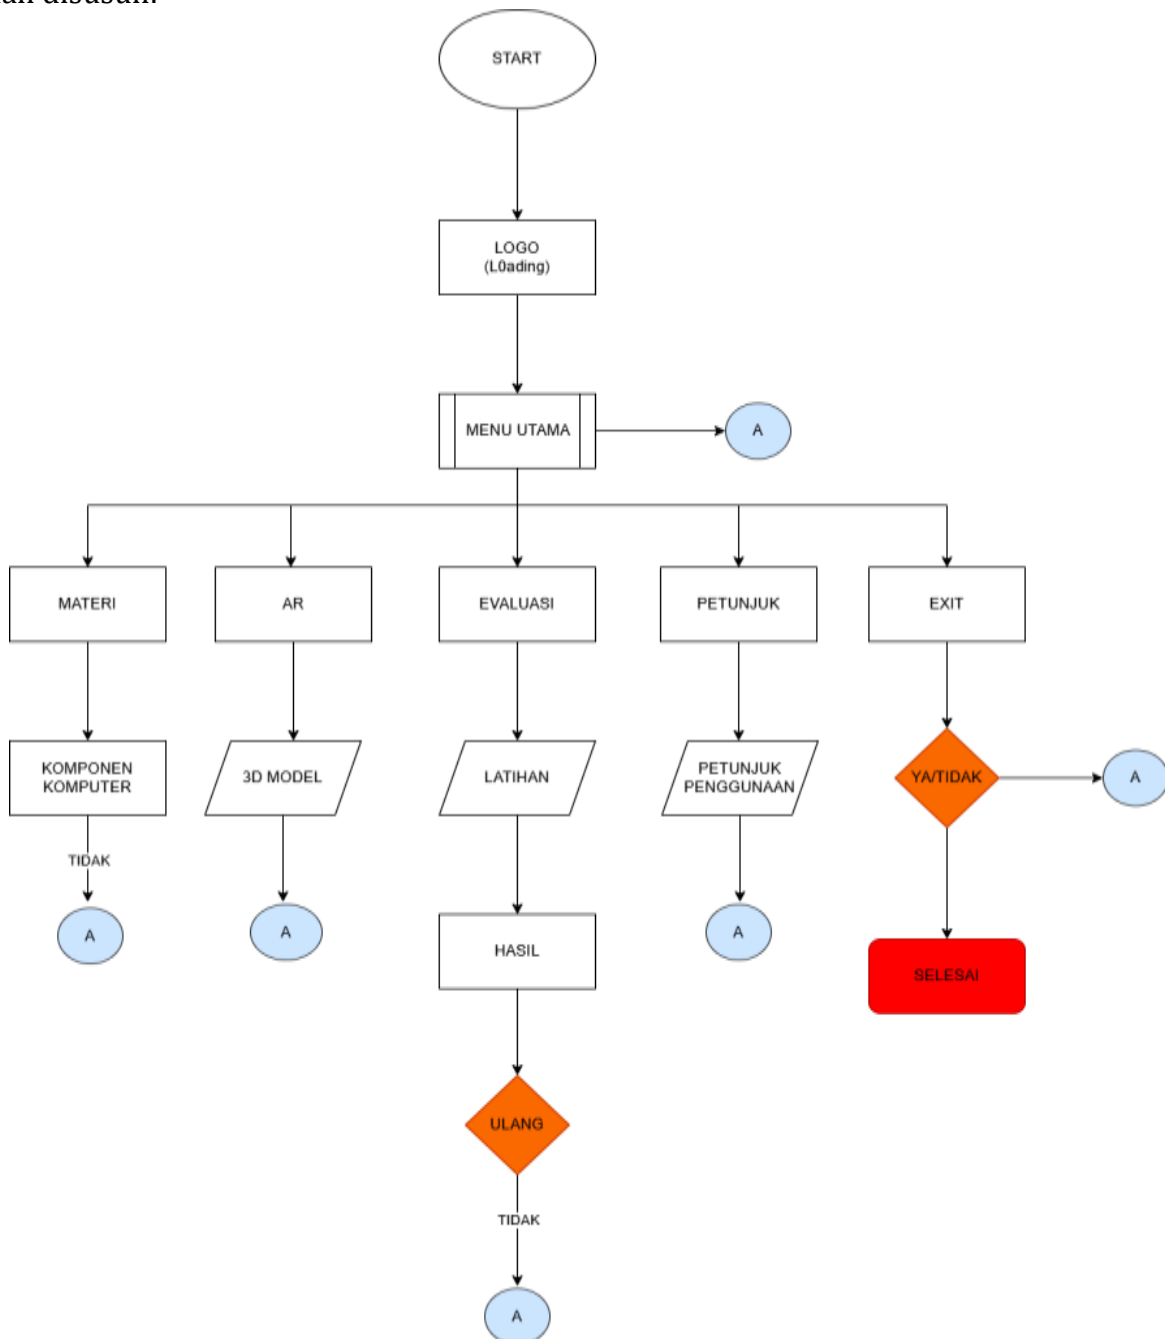 disusun.
START
LOGO
(L0ading)
MENU UTAMA
A
MATERI
AR
EVALUASI
PETUNJUK
EXIT
KOMPONEN
KOMPUTER
3D MODEL
LATIHAN
PETUNJUK
PENGGUNAAN
YA/TIDAK
A
TIDAK
A
A
HASIL
A
SELESAI
ULANG
TIDAK
A